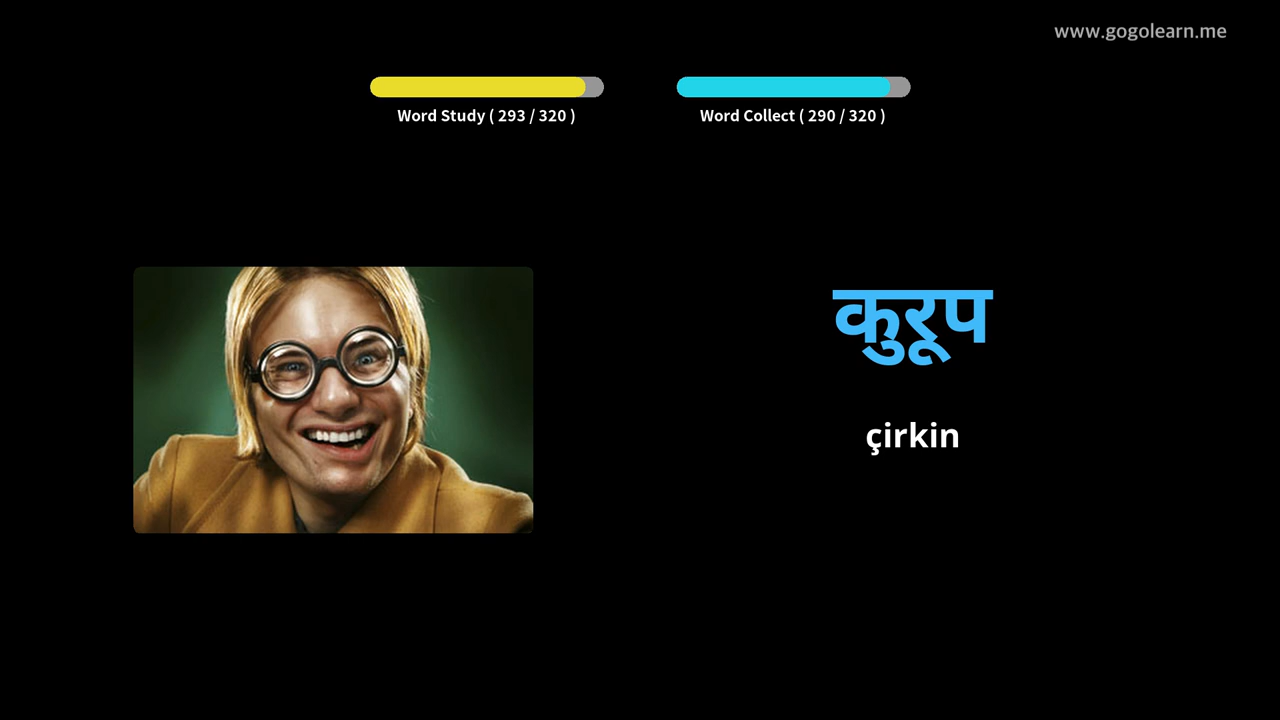 www.gogolearn.me
Word Study ( 293 / 320 )
Word Collect ( 290 / 320 )
कुरूप
çirkin